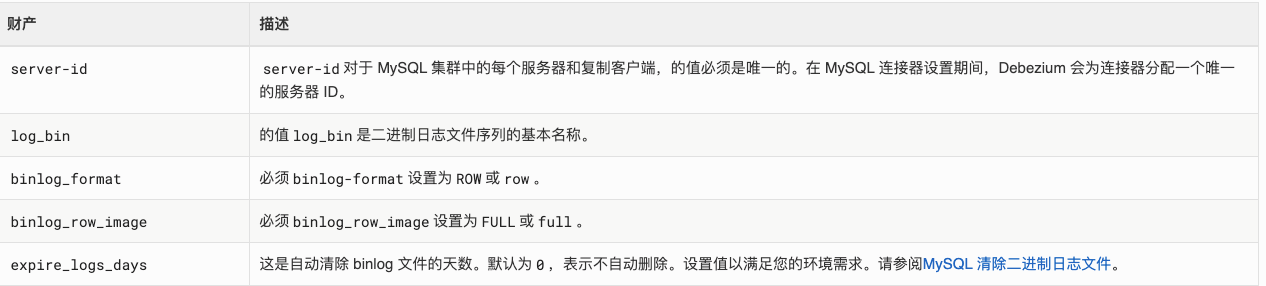 财产 描述
server-id server-id 对于 MySQL 集群中的每个服务器和复制客户端，的值必须是唯一的。在 MySQL 连接器设置期间，Debezium 会为连接器分配一个唯一
的服务器 ID。
log_bin 的值 log_bin 是二进制日志文件序列的基本名称。
binlog_format 必须 binlog-format 设置为 ROW 或 row 。
binlog_row_image 必须 binlog_row_image 设置为 FULL 或 full 。
expire_logs_days 这是自动清除 binlog 文件的天数。默认为 0 ，表示不自动删除。设置值以满足您的环境需求。请参阅MySQL 清除二进制日志文件。